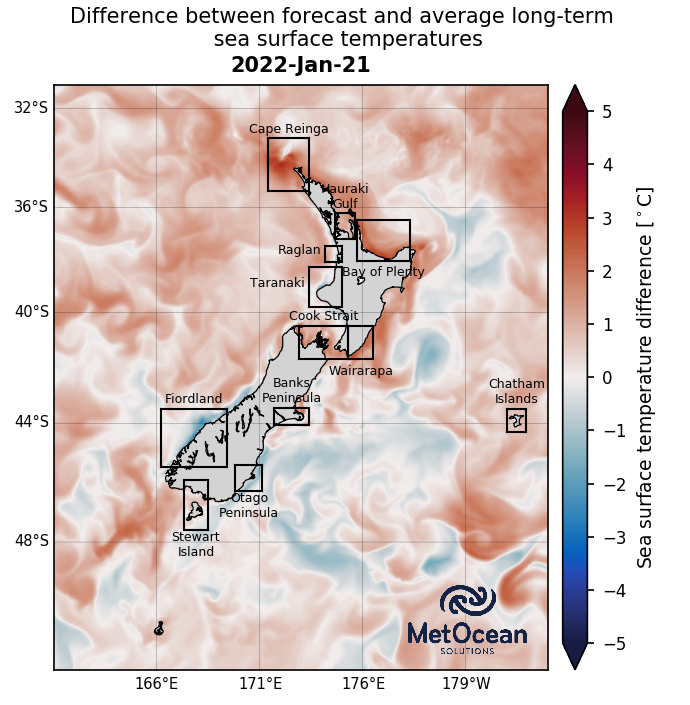 Difference between forecast and average long-term
sea surface temperatures
2022-Jan-21
32°S
36°S
40°S
44°S
48°S
Cape Reinga
Hauraki
Gulf
Raglan
Bay of Plenty
Taranaki
Cook Strait
Wairarapa
Banks
Peninsula
Fiordland
Chatham
Islands
Otago
Peninsula
Stewart
Island
MetOcean
SOLUTIONS
166°E
171°E
176°E
179°W
5
4
3
2
1
0
−1
−2
−3
−4
−5
Sea surface temperature difference [°C]